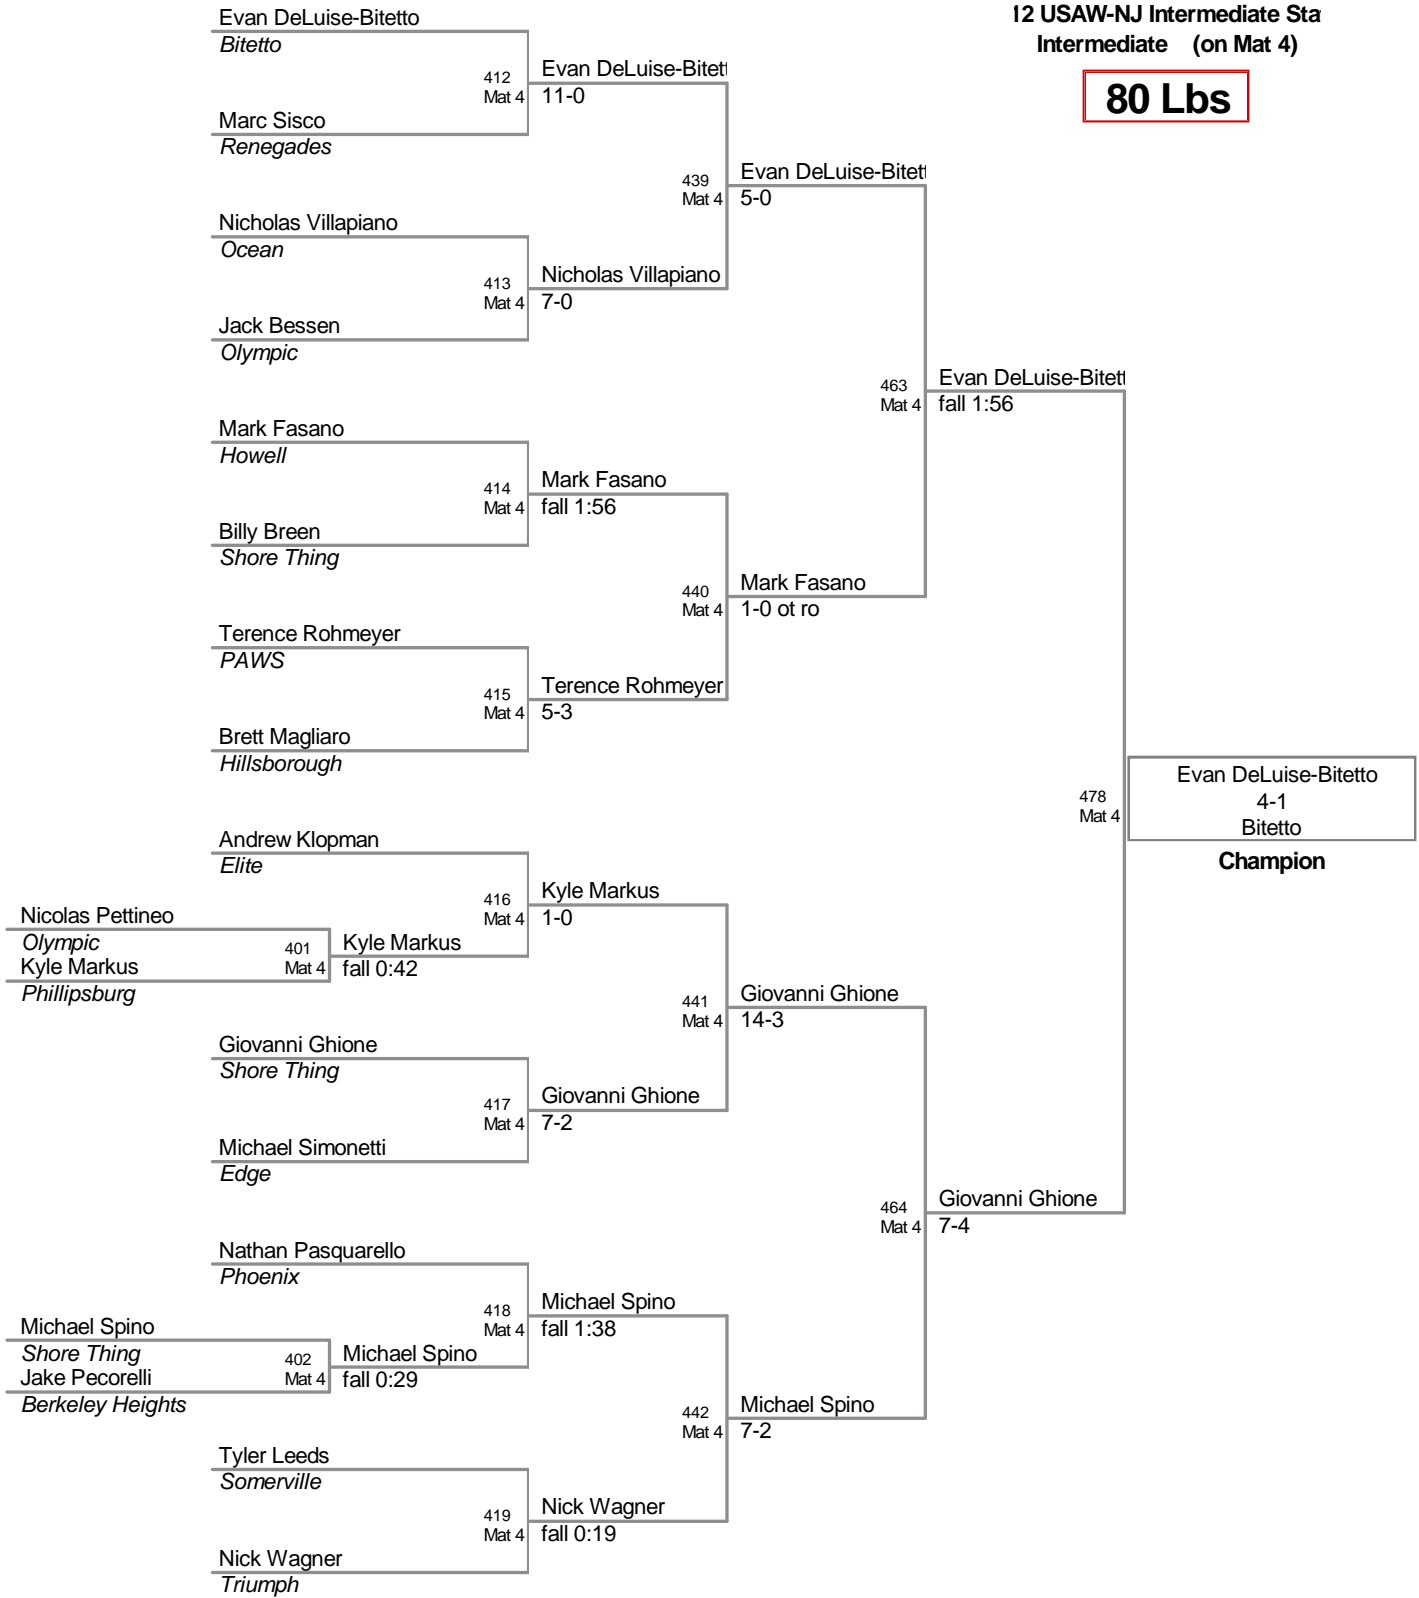 12 USAW-NJ Intermediate Sta
Intermediate (on Mat 4)
80 Lbs
Evan DeLuise-Bitetto
Bitetto
412
Mat 4
Evan DeLuise-Bitett
11-0
Marc Sisco
Renegades
439
Mat 4
Evan DeLuise-Bitett
5-0
Nicholas Villapiano
Ocean
413
Mat 4
Nicholas Villapiano
7-0
Jack Bessen
Olympic
463
Mat 4
Evan DeLuise-Bitett
fall 1:56
Mark Fasano
Howell
414
Mat 4
Mark Fasano
fall 1:56
Billy Breen
Shore Thing
440
Mat 4
Mark Fasano
1-0 ot ro
Terence Rohmeyer
PAWS
415
Mat 4
Terence Rohmeyer
5-3
Brett Magliaro
Hillsborough
478
Mat 4
Evan DeLuise-Bitetto
4-1
Bitetto
Champion
Andrew Klopman
Elite
416
Mat 4
Kyle Markus
1-0
Nicolas Pettineo
Olympic
401
Mat 4
Kyle Markus
fall 0:42
Kyle Markus
Phillipsburg
441
Mat 4
Giovanni Ghione
14-3
Giovanni Ghione
Shore Thing
417
Mat 4
Giovanni Ghione
7-2
Michael Simonetti
Edge
464
Mat 4
Giovanni Ghione
7-4
Nathan Pasquarello
Phoenix
418
Mat 4
Michael Spino
fall 1:38
Michael Spino
Shore Thing
402
Mat 4
Michael Spino
fall 0:29
Jake Pecorelli
Berkeley Heights
442
Mat 4
Michael Spino
7-2
Tyler Leeds
Somerville
419
Mat 4
Nick Wagner
fall 0:19
Nick Wagner
Triumph